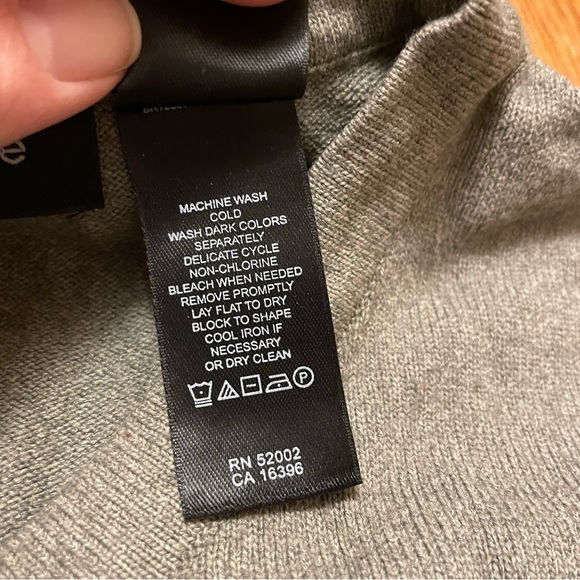 MACHINE WASH
COLD
WASH DARK COLORS
SEPARATELY
DELICATE CYCLE
NON-CHLORINE
BLEACH WHEN NEEDED
REMOVE PROMPTLY
LAY FLAT TO DRY
BLOCK TO SHAPE
COOL IRON IF
NECESSARY
OR DRY CLEAN
P
RN 52002
CA 16396